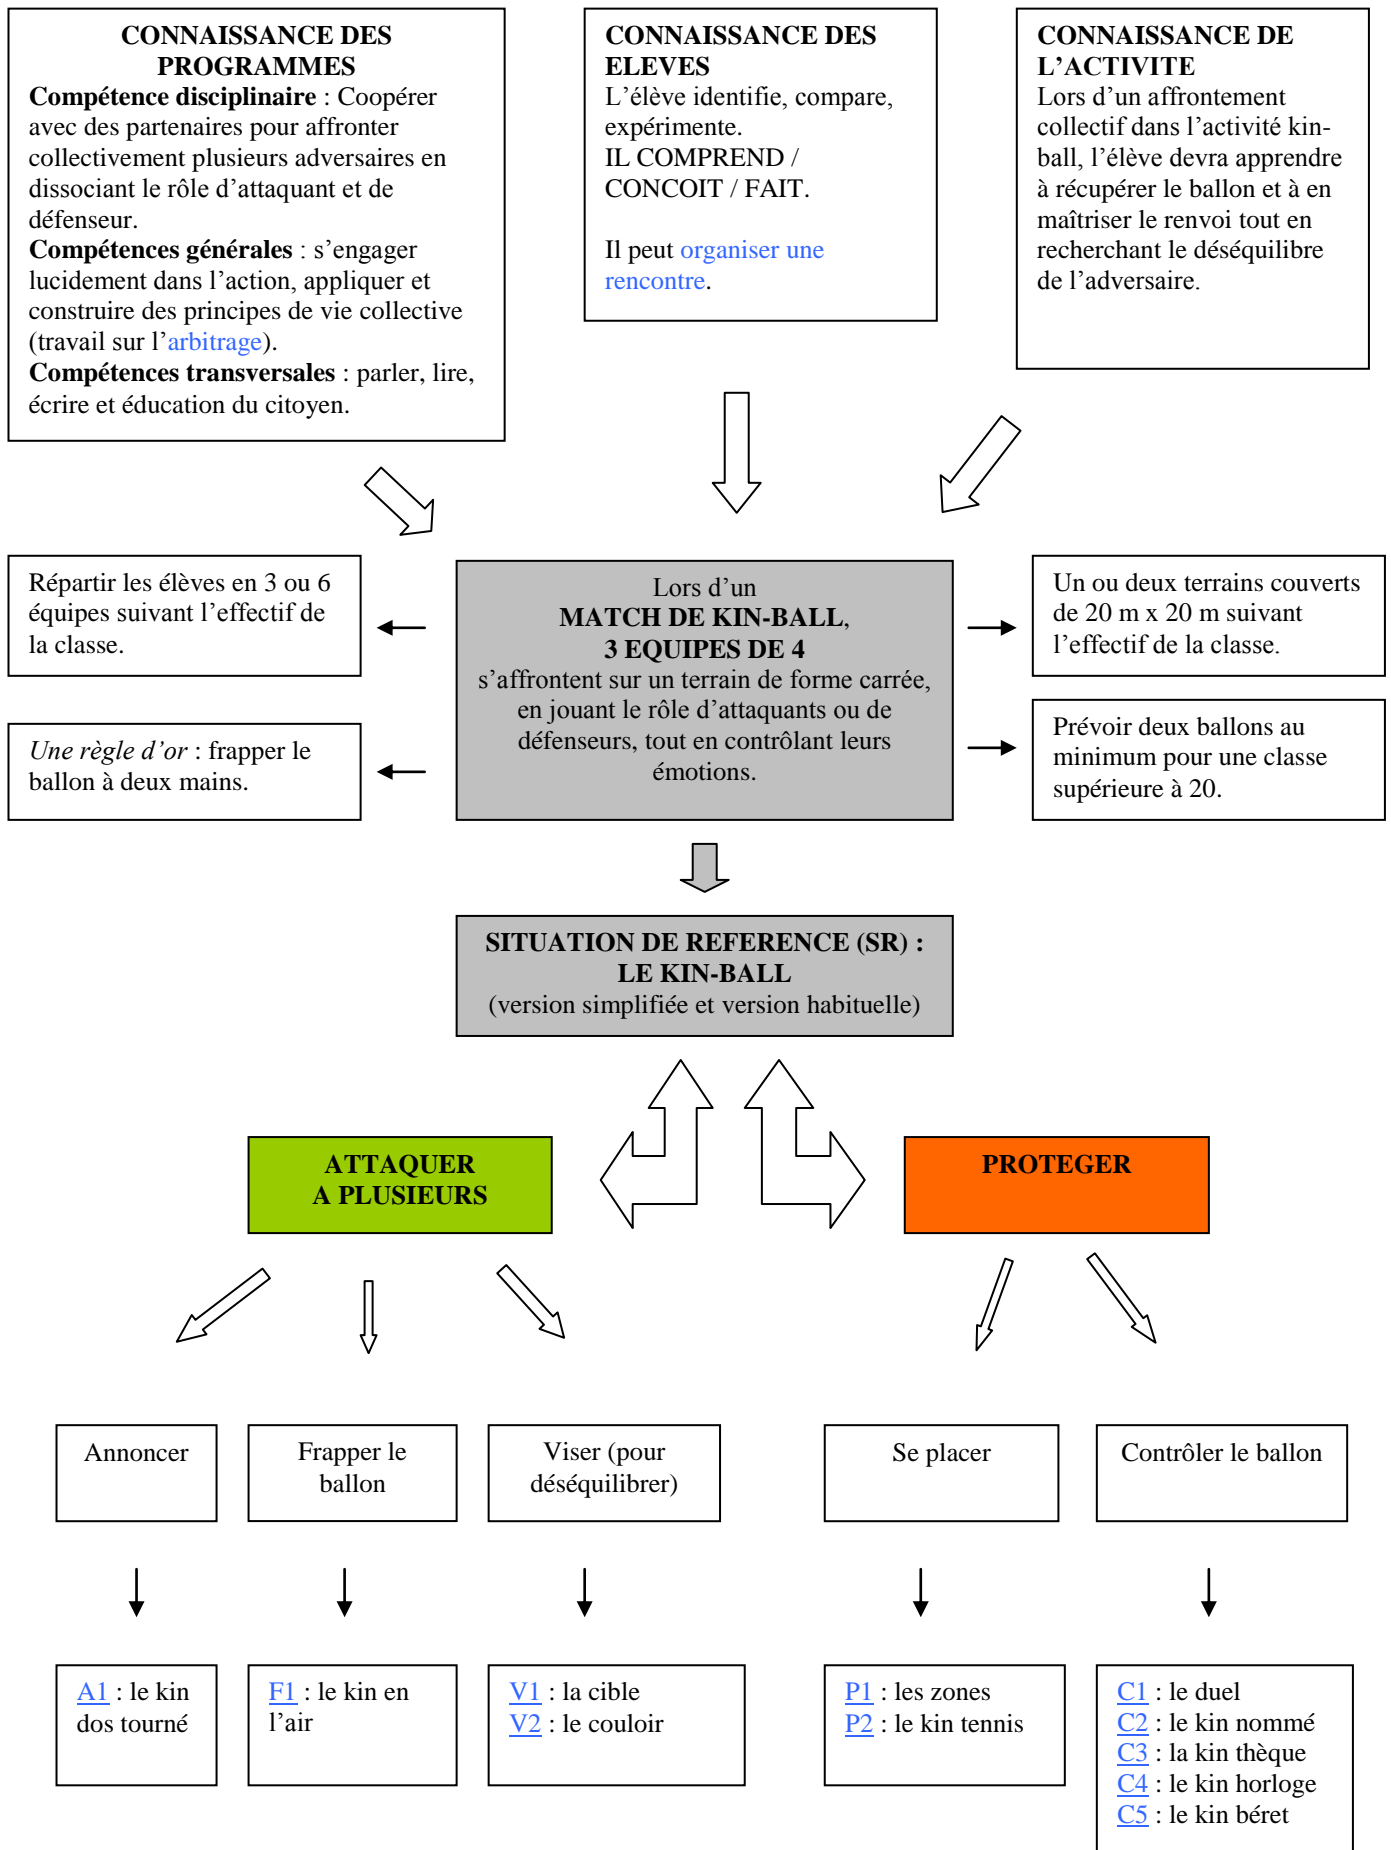 CONNAISSANCE DES
PROGRAMMES
Compétence disciplinaire : Coopérer
avec des partenaires pour affronter
collectivement plusieurs adversaires en
dissociant le rôle d’attaquant et de
défenseur.
Compétences générales : s’engager
lucidement dans l’action, appliquer et
construire des principes de vie collective
(travail sur l’arbitrage).
Compétences transversales : parler, lire,
écrire et éducation du citoyen.
CONNAISSANCE DES
ELEVES
L’élève identifie, compare,
expérimente.
IL COMPREND /
CONCOIT / FAIT.
Il peut organiser une
rencontre.
CONNAISSANCE DE
L’ACTIVITE
Lors d’un affrontement
collectif dans l’activité kin-
ball, l’élève devra apprendre
à récupérer le ballon et à en
maîtriser le renvoi tout en
recherchant le déséquilibre
de l’adversaire.
Répartir les élèves en 3 ou 6
équipes suivant l’effectif de
la classe.
Une règle d’or : frapper le
ballon à deux mains.
Lors d’un
MATCH DE KIN-BALL,
3 EQUIPES DE 4
s’affrontent sur un terrain de forme carrée,
en jouant le rôle d’attaquants ou de
défenseurs, tout en contrôlant leurs
émotions.
Un ou deux terrains couverts
de 20 m x 20 m suivant
l’effectif de la classe.
Prévoir deux ballons au
minimum pour une classe
supérieure à 20.
SITUATION DE REFERENCE (SR) :
LE KIN-BALL
(version simplifiée et version habituelle)
ATTAQUER
A PLUSIEURS
PROTEGER
Annoncer
Frapper le
ballon
Viser (pour
déséquilibrer)
Se placer
Contrôler le ballon
A1 : le kin
dos tourné
F1 : le kin en
l’air
V1 : la cible
V2 : le couloir
P1 : les zones
P2 : le kin tennis
C1 : le duel
C2 : le kin nommé
C3 : la kin thèque
C4 : le kin horloge
C5 : le kin béret